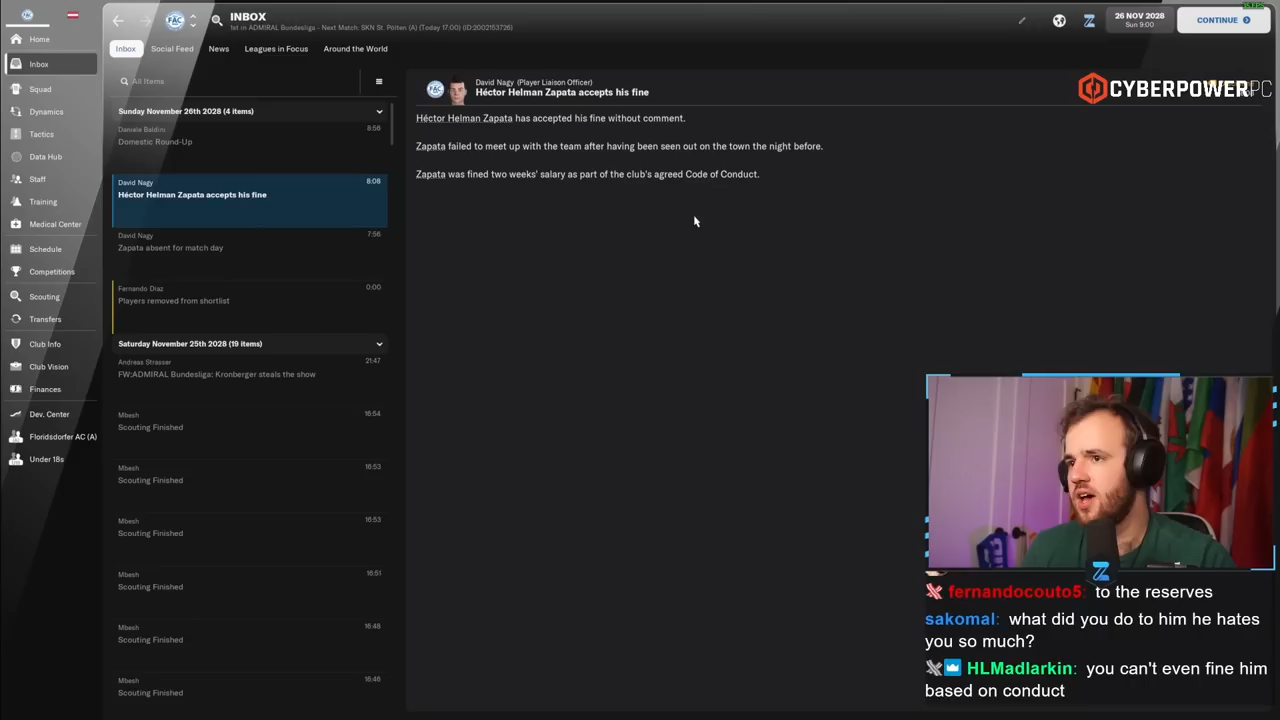 INBOX
1st in ADMIRAL Bundesliga - Next Match: SKN St. Pölten (A) (Today 17:00) (ID:2002153726)
26 NOV 2028
Sun 9:00
CONTINUE
Home
Inbox
Squad
Dynamics
Tactics
Data Hub
Staff
Training
Medical Center
Schedule
Competitions
Scouting
Transfers
Club Info
Club Vision
Finances
Dev. Center
Floridsdorfer AC (A)
Under 18s
Inbox
Social Feed
News
Leagues in Focus
Around the World
All Items
Sunday November 26th 2028 (4 items)
Daniele Baldini
8:56
Domestic Round-Up
David Nagy
8:08
Héctor Helman Zapata accepts his fine
David Nagy
7:56
Zapata absent for match day
Fernando Díaz
0:00
Players removed from shortlist
Saturday November 25th 2028 (19 items)
Andreas Strasser
21:47
FW:ADMIRAL Bundesliga: Kronberger steals the show
Mbesh
16:54
Scouting Finished
Mbesh
16:53
Scouting Finished
Mbesh
16:53
Scouting Finished
Mbesh
16:51
Scouting Finished
Mbesh
16:48
Scouting Finished
Mbesh
16:46
Scouting Finished
David Nagy (Player Liaison Officer)
Héctor Helman Zapata accepts his fine
Héctor Helman Zapata has accepted his fine without comment.
Zapata failed to meet up with the team after having been seen out on the town the night before.
Zapata was fined two weeks' salary as part of the club's agreed Code of Conduct.
CYBERPOWERPC
fernandocouto5: to the reserves
sakomal: what did you do to him he hates
you so much?
HLMadlarkin: you can't even fine him
based on conduct